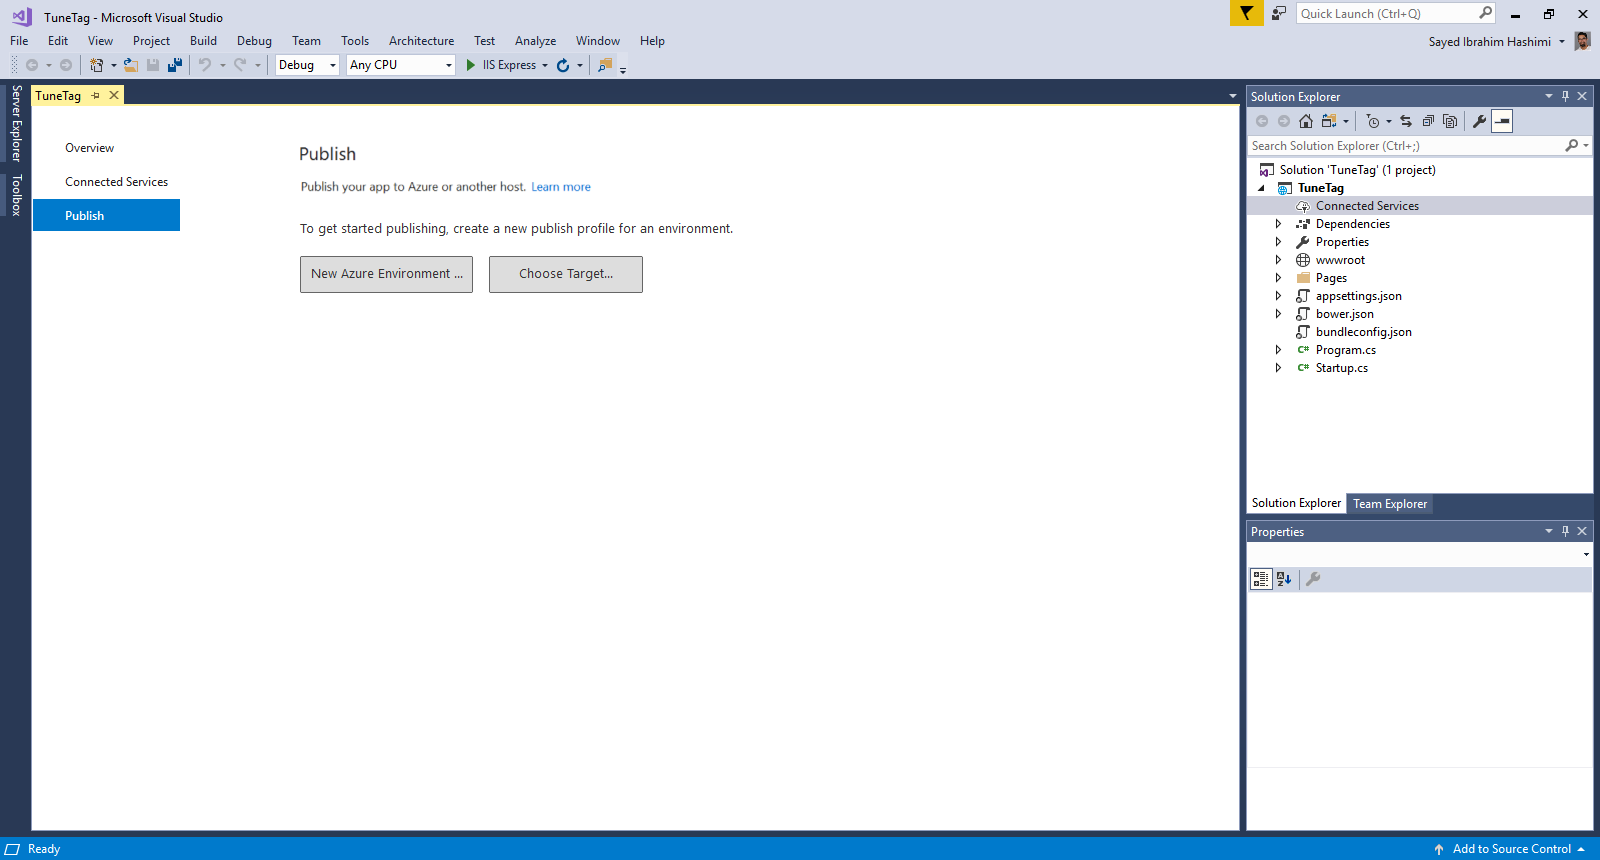 TuneTag - Microsoft Visual Studio
Quick Launch (Ctrl+Q)
File Edit View Project Build Debug Team Tools Architecture Test Analyze Window Help
Sayed Ibrahim Hashimi
Debug Any CPU IIS Express
Server Explorer
Toolbox
TuneTag
Overview
Connected Services
Publish
Publish
Publish your app to Azure or another host. Learn more
To get started publishing, create a new publish profile for an environment.
New Azure Environment ...
Choose Target...
Solution Explorer
Search Solution Explorer (Ctrl+;)
Solution 'TuneTag' (1 project)
TuneTag
Connected Services
Dependencies
Properties
wwwroot
Pages
appsettings.json
bower.json
bundleconfig.json
C# Program.cs
C# Startup.cs
Solution Explorer Team Explorer
Properties
Ready
Add to Source Control